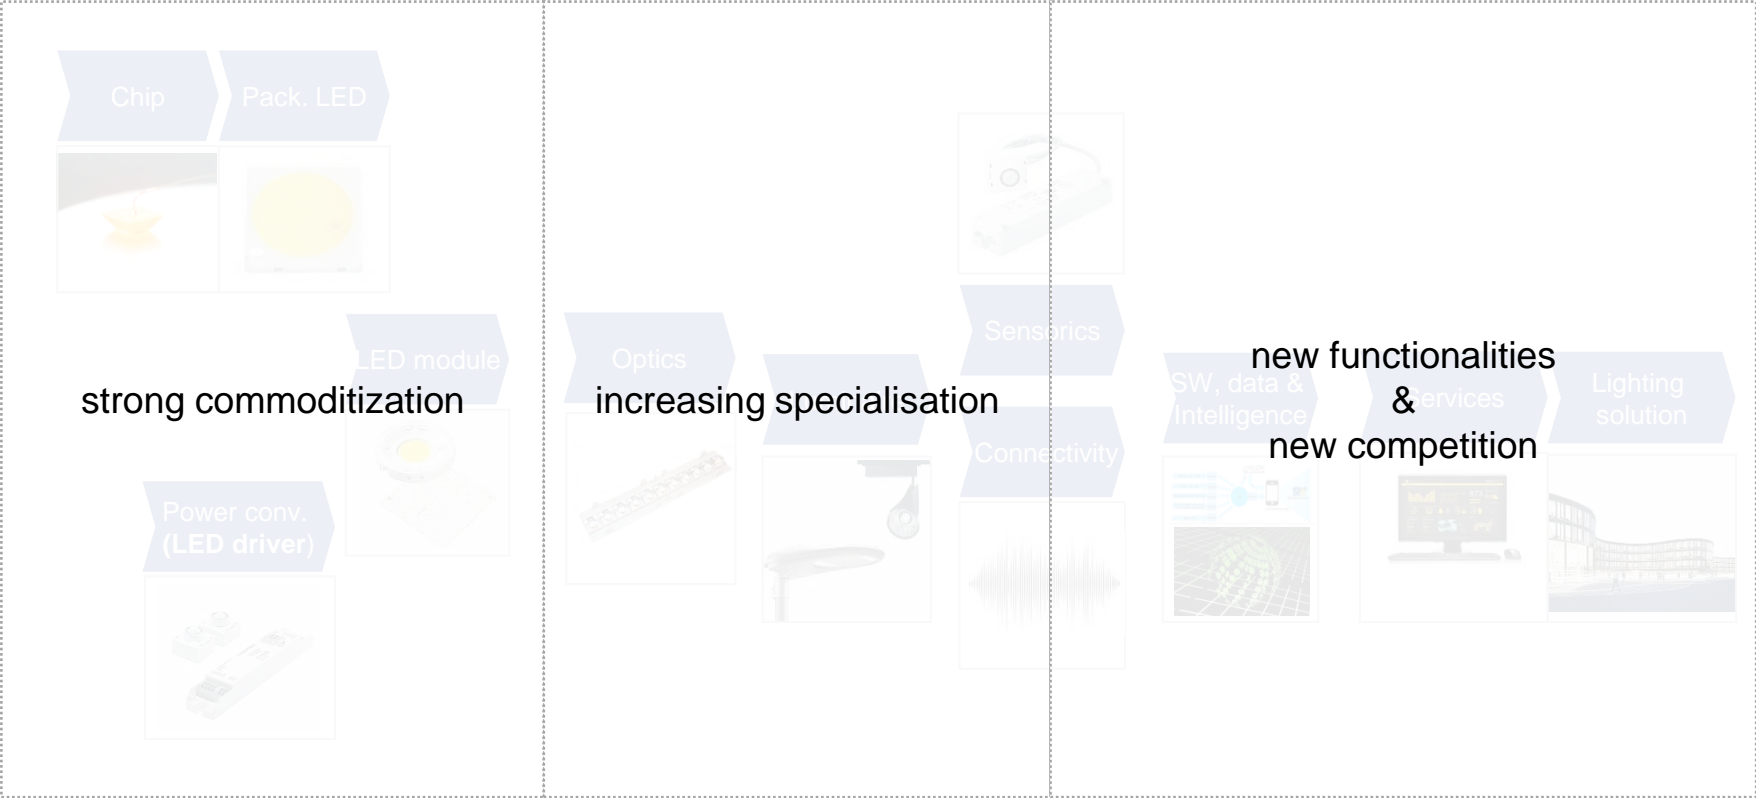 Chip
Pack. LED
LED module
strong commoditization
Power conv.
(LED driver)
Optics
increasing specialisation
Sensorics
Connectivity
SW, data &
Intelligence
Services
Lighting
solution
new functionalities
&
new competition